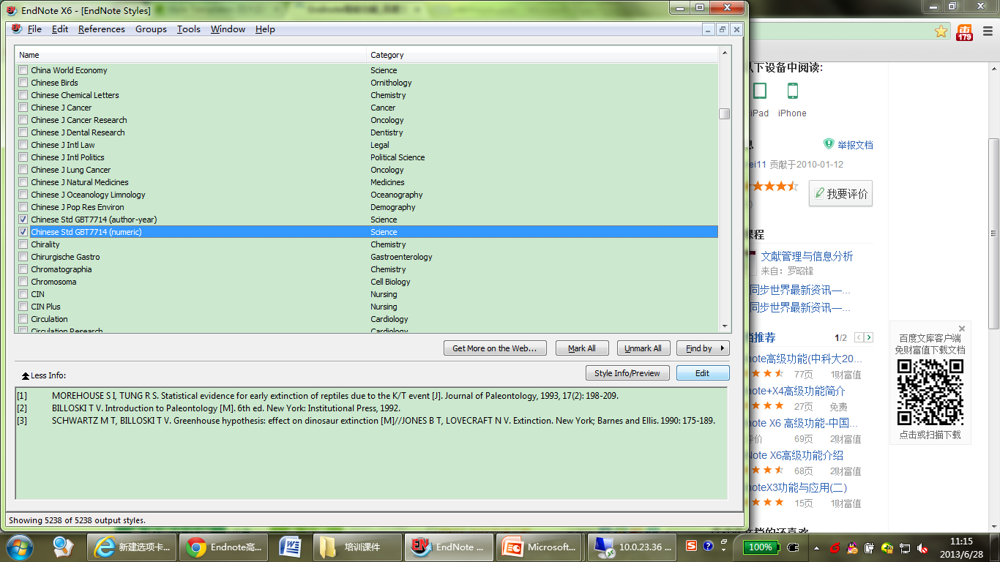 EndNote X6 - [EndNote Styles]
File Edit References Groups Tools Window Help
Name Category
China World Economy Science
Chinese Birds Ornithology
Chinese Chemical Letters Chemistry
Chinese J Cancer Cancer
Chinese J Cancer Research Oncology
Chinese J Dental Research Dentistry
Chinese J Intl Law Legal
Chinese J Intl Politics Political Science
Chinese J Lung Cancer Oncology
Chinese J Natural Medicines Medicines
Chinese J Oceanology Limnology Oceanography
Chinese J Pop Res Environ Demography
Chinese Std GBT7714 (author-year) Science
Chinese Std GBT7714 (numeric) Science
Chirality Chemistry
Chirurgische Gastro Gastroenterology
Chromatographia Chemistry
Chromosoma Cell Biology
CIN Nursing
CIN Plus Nursing
Circulation Cardiology
Circulation Research Cardiology
Get More on the Web... Mark All Unmark All Find by
Less Info: Style Info/Preview Edit
[1] MOREHOUSE S I, TUNG R S. Statistical evidence for early extinction of reptiles due to the K/T event [J]. Journal of Paleontology, 1993, 17(2): 198-209.
[2] BILLOSKI T V. Introduction to Paleontology [M]. 6th ed. New York: Institutional Press, 1992.
[3] SCHWARTZ M T, BILLOSKI T V. Greenhouse hypothesis: effect on dinosaur extinction [M]//JONES B T, LOVECRAFT N V. Extinction. New York; Barnes and Ellis. 1990: 175-189.
Showing 5238 of 5238 output styles.
179
以下设备中阅读:
iPad iPhone
息 举报文档
ei11 贡献于2010-01-12
我要评价
课程
文献管理与信息分析
来自：罗昭锋
同步世界最新资讯—...
同步世界最新资讯—...
档推荐 1/2
note高级功能(中科大20...
77页 1财富值
note+X4高级功能简介
27页 免费
Note X6 高级功能-中国...
评价 69页 2财富值
Note X6高级功能介绍
68页 2财富值
noteX3功能与应用(二)
15页 1财富值
文档的还喜欢
百度文库客户端
免财富值下载文档
点击或扫描下载
新建选项卡... Endnote高... 培训课件 EndNote ... Microsoft... 10.0.23.36 ... 100%
11:15
2013/6/28